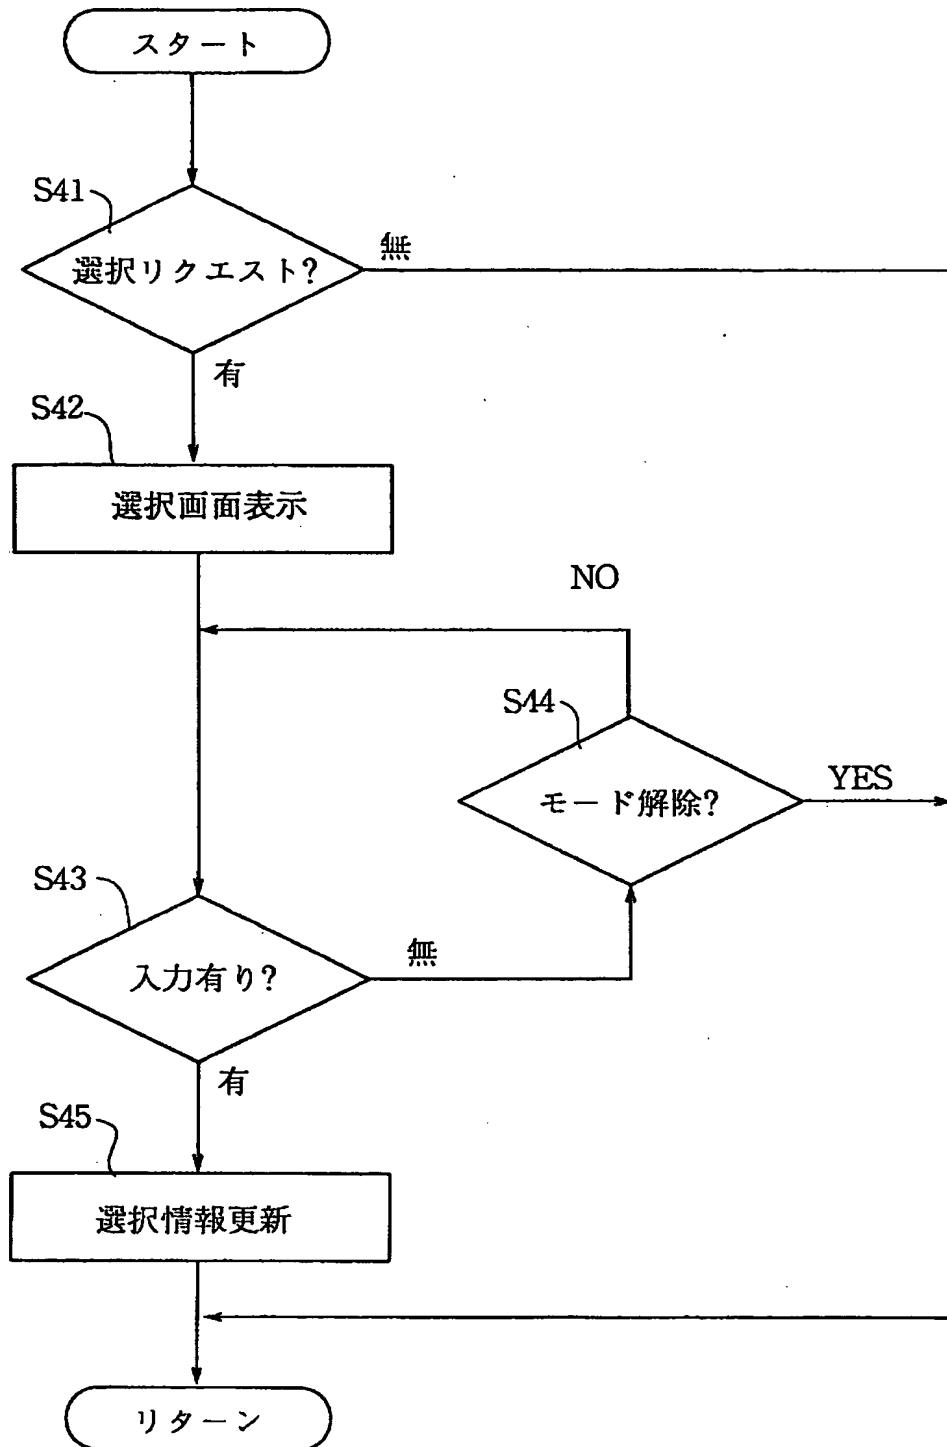 スタート
S41
選択リクエスト?
無
有
S42
選択画面表示
NO
S44
モード解除?
YES
S43
入力有り?
無
有
S45
選択情報更新
リターン